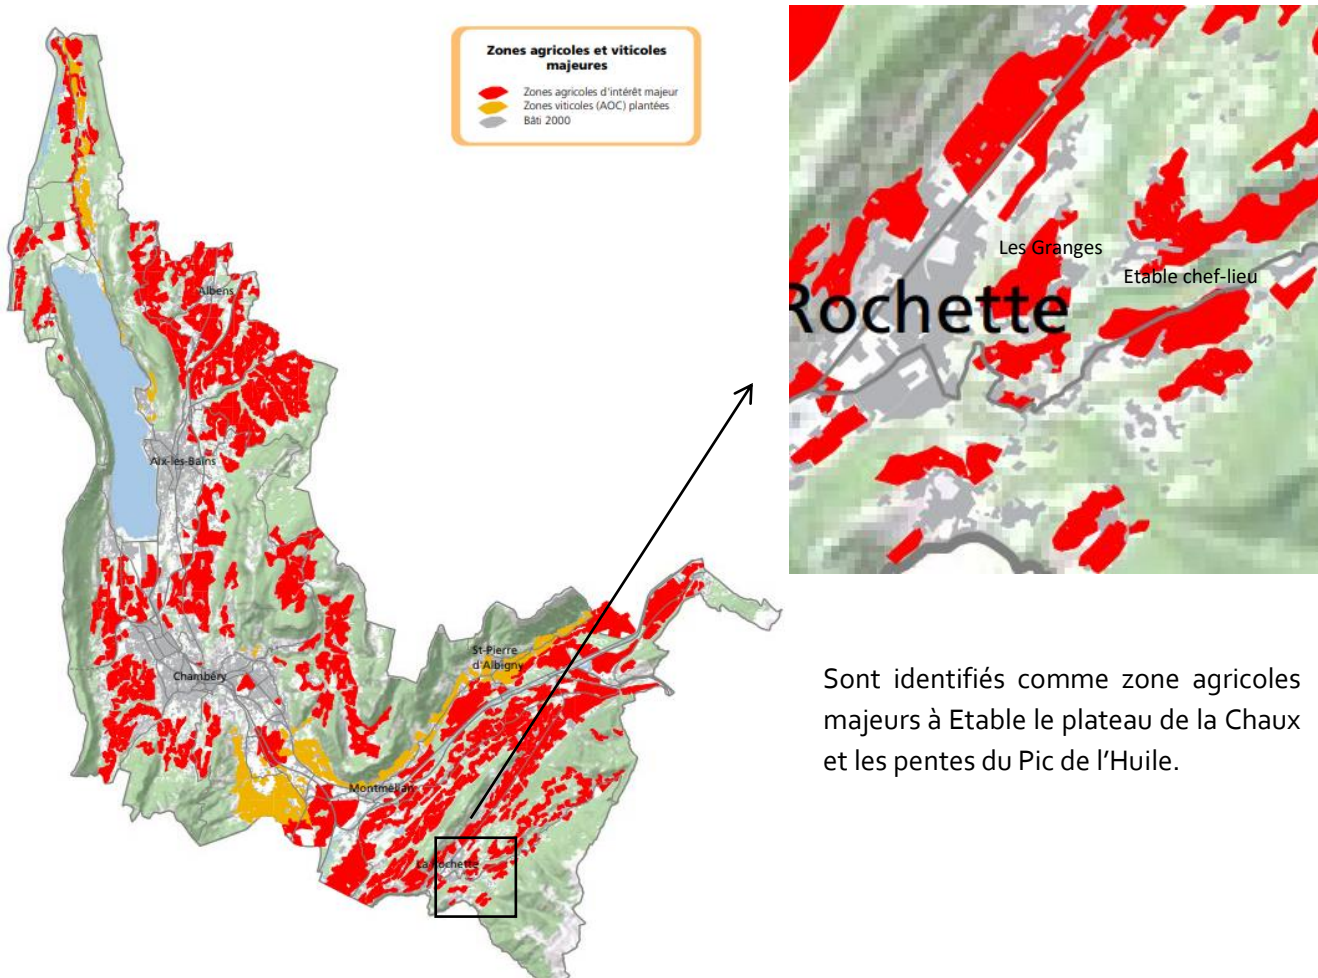 Zones agricoles et viticoles
majeures
Zones agricoles d'intérêt majeur
Zones viticoles (AOC) plantées
Bâti 2000
Albens
Aix-les-Bains
Chambéry
St-Pierre
d'Albigny
Montmélian
La Rochette
Les Granges
Etable chef-lieu
Rochette
Sont identifiés comme zone agricoles
majeurs à Etable le plateau de la Chaux
et les pentes du Pic de l'Huile.